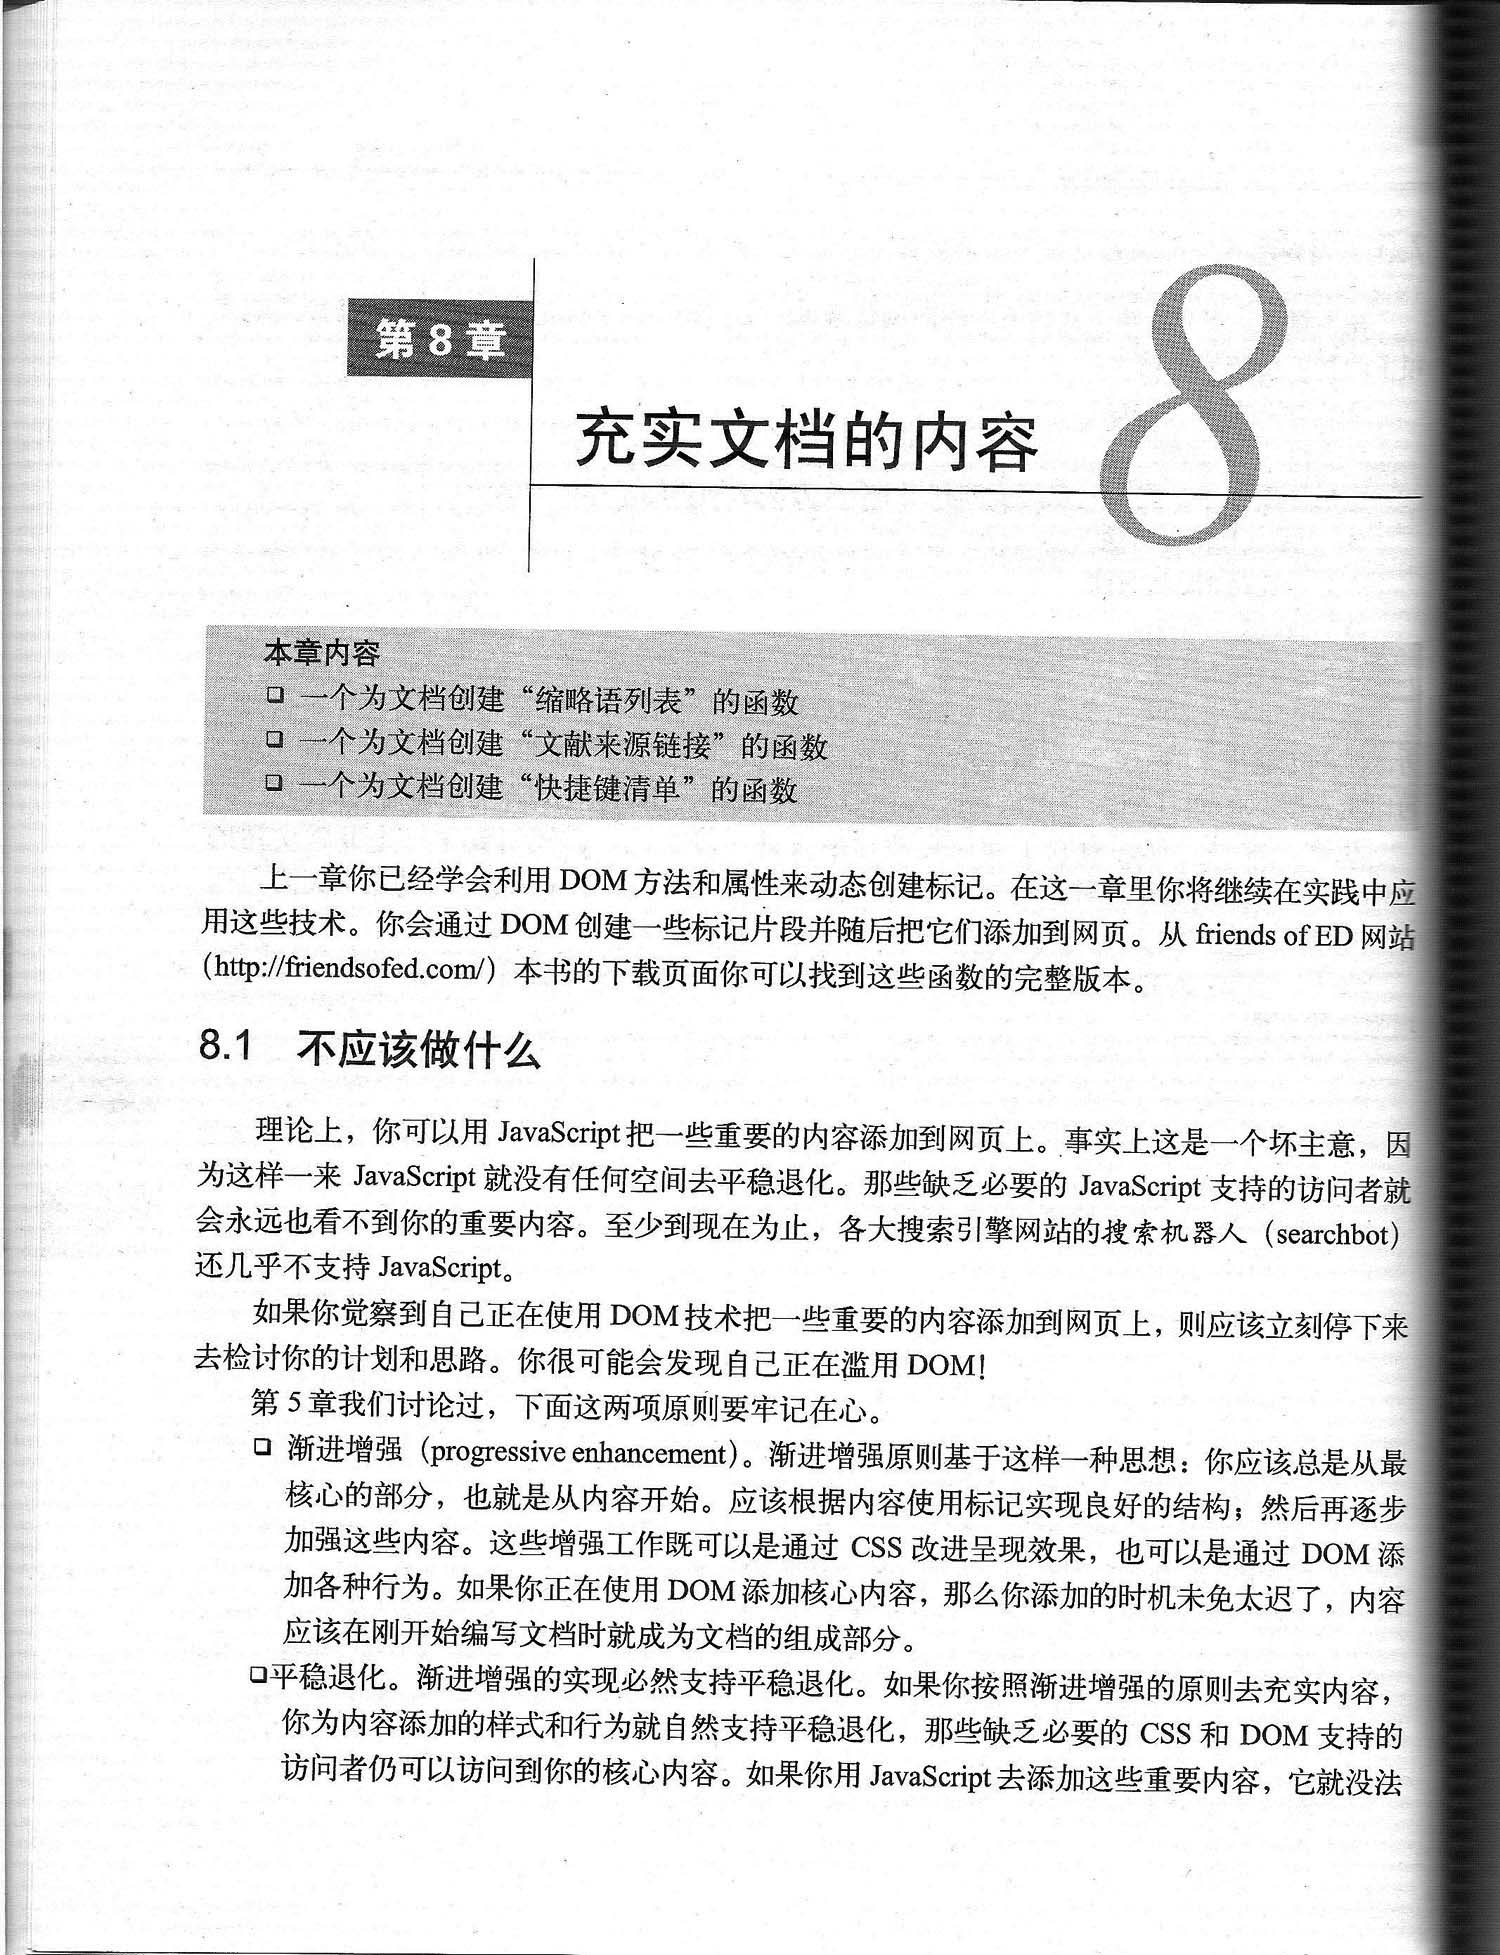 第 8 章
8
充实文档的内容
本章内容
❑ 一个为文档创建“缩略语列表”的函数
❑ 一个为文档创建“文献来源链接”的函数
❑ 一个为文档创建“快捷键清单”的函数
上一章你已经学会利用 DOM 方法和属性来动态创建标记。在这一章里你将继续在实践中应
用这些技术。你会通过 DOM 创建一些标记片段并随后把它们添加到网页。从 friends of ED 网站
（http://friendsofed.com/）本书的下载页面你可以找到这些函数的完整版本。
8.1 不应该做什么
理论上，你可以用 JavaScript 把一些重要的内容添加到网页上。事实上这是一个坏主意，因
为这样一来 JavaScript 就没有任何空间去平稳退化。那些缺乏必要的 JavaScript 支持的访问者就
会永远也看不到你的重要内容。至少到现在为止，各大搜索引擎网站的搜索机器人（searchbot）
还几乎不支持 JavaScript。
如果你觉察到自己正在使用 DOM 技术把一些重要的内容添加到网页上，则应该立刻停下来
去检讨你的计划和思路。你很可能会发现自己正在滥用 DOM！
第 5 章我们讨论过，下面这两项原则要牢记在心。
❑ 渐进增强（progressive enhancement）。渐进增强原则基于这样一种思想：你应该总是从最
核心的部分，也就是从内容开始。应该根据内容使用标记实现良好的结构；然后再逐步
加强这些内容。这些增强工作既可以是通过 CSS 改进呈现效果，也可以是通过 DOM 添
加各种行为。如果你正在使用 DOM 添加核心内容，那么你添加的时机未免太迟了，内容
应该在刚开始编写文档时就成为文档的组成部分。
❑平稳退化。渐进增强的实现必然支持平稳退化。如果你按照渐进增强的原则去充实内容，
你为内容添加的样式和行为就自然支持平稳退化，那些缺乏必要的 CSS 和 DOM 支持的
访问者仍可以访问到你的核心内容。如果你用 JavaScript 去添加这些重要内容，它就没法